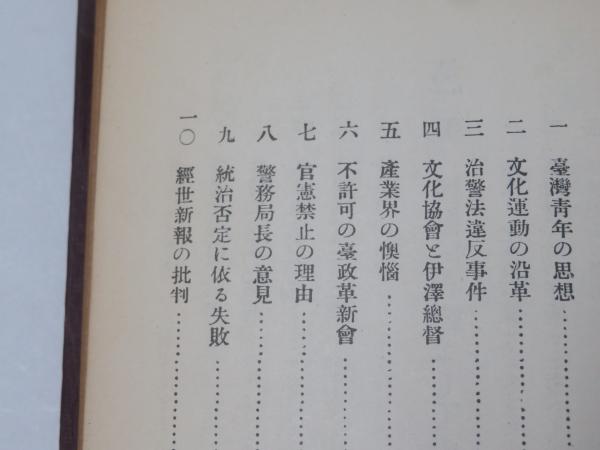 一 臺灣靑年の思想……………
二 文化運動の沿革……………
三 治警法違反事件……………
四 文化協會と伊澤總督……………
五 產業界の懊惱……………
六 不許可の臺政革新會……………
七 官憲禁止の理由……………
八 警務局長の意見……………
九 統治否定に依る失敗……………
一〇 經世新報の批判……………